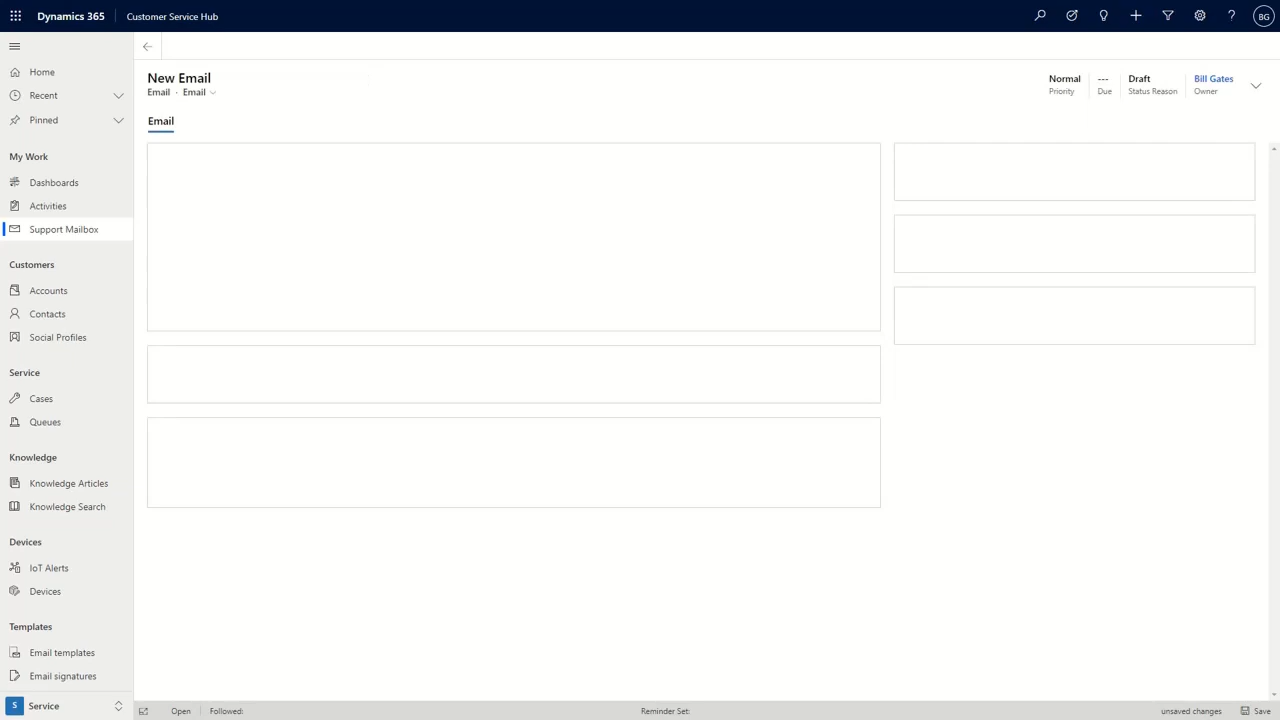 Dynamics 365
Customer Service Hub
BG
Home
Recent
Pinned
My Work
Dashboards
Activities
Support Mailbox
Customers
Accounts
Contacts
Social Profiles
Service
Cases
Queues
Knowledge
Knowledge Articles
Knowledge Search
Devices
IoT Alerts
Devices
Templates
Email templates
Email signatures
S Service
New Email
Email · Email
Normal
Priority
---
Due
Draft
Status Reason
Bill Gates
Owner
Email
Open
Followed:
Reminder Set:
unsaved changes
Save